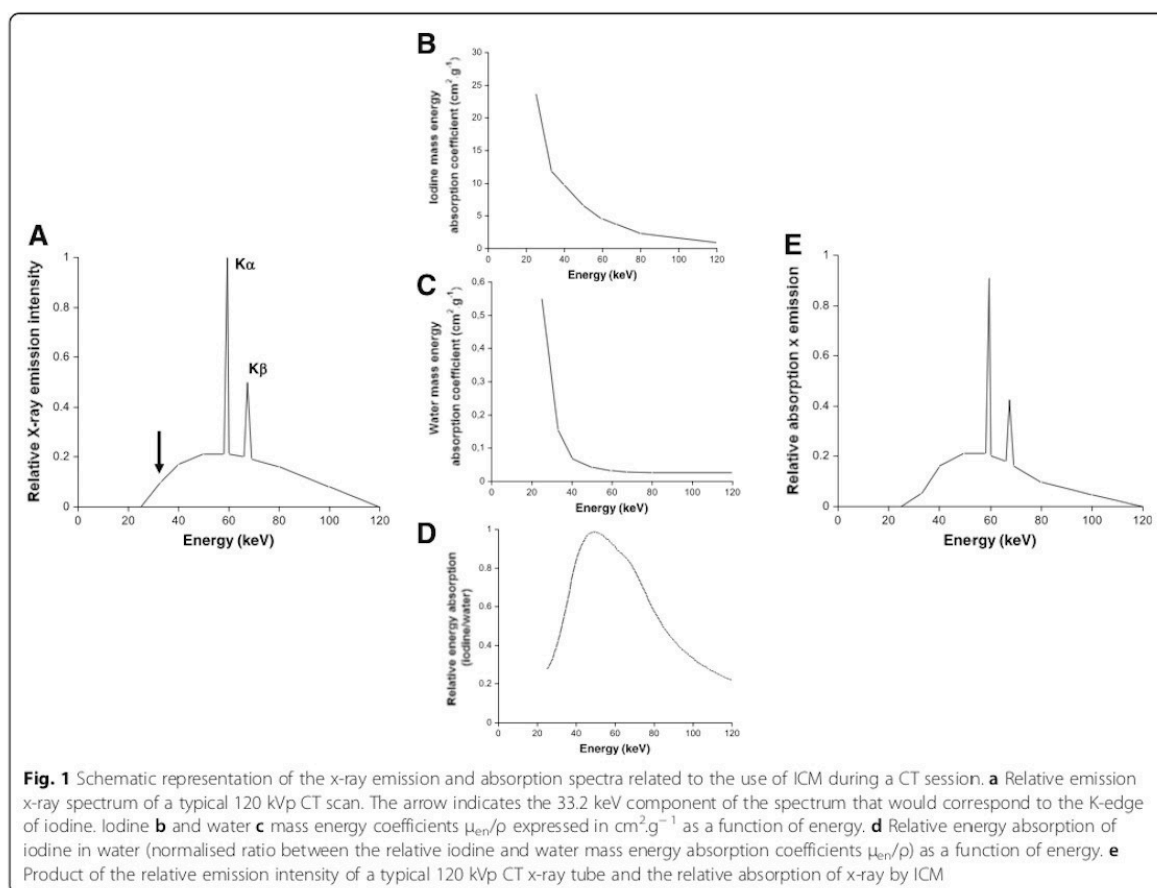 B
Iodine mass energy
absorption coefficient (cm² g⁻¹)
30
25
20
15
10
5
0
0 20 40 60 80 100 120
Energy (keV)
A
Relative X-ray emission intensity
1
0.8
0.6
0.4
0.2
0
0 20 40 60 80 100 120
Energy (keV)
Kα
Kβ
C
Water mass energy
absorption coefficient (cm² g⁻¹)
0,6
0,5
0,4
0,3
0,2
0,1
0
0 20 40 60 80 100 120
Energy (keV)
D
Relative energy absorption
(iodine/water)
1
0.8
0.6
0.4
0.2
0
0 20 40 60 80 100 120
Energy (keV)
E
Relative absorption x emission
1
0.8
0.6
0.4
0.2
0
0 20 40 60 80 100 120
Energy (keV)
Fig. 1 Schematic representation of the x-ray emission and absorption spectra related to the use of ICM during a CT session. a Relative emission
x-ray spectrum of a typical 120 kVp CT scan. The arrow indicates the 33.2 keV component of the spectrum that would correspond to the K-edge
of iodine. Iodine b and water c mass energy coefficients μen/ρ expressed in cm².g⁻¹ as a function of energy. d Relative energy absorption of
iodine in water (normalised ratio between the relative iodine and water mass energy absorption coefficients μen/ρ) as a function of energy. e
Product of the relative emission intensity of a typical 120 kVp CT x-ray tube and the relative absorption of x-ray by ICM